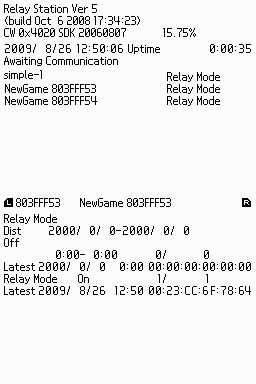 Relay Station Ver 5
(build Oct 6 2008 17:34:23)
CW 0x4020 SDK 20060807 15.75%
2009/ 8/26 12:50:06 Uptime 0:00:35
Awaiting Communication
simple-1 Relay Mode
NewGame 803FFF53 Relay Mode
NewGame 803FFF54 Relay Mode
L 803FFF53 NewGame 803FFF53 R
Relay Mode
Dist 2000/ 0/ 0-2000/ 0/ 0
Off
0:00- 0:00 0/ 0
Latest 2000/ 0/ 0 0:00 00:00:00:00:00:00
Relay Mode On 1/ 1
Latest 2009/ 8/26 12:50 00:23:CC:6F:78:64